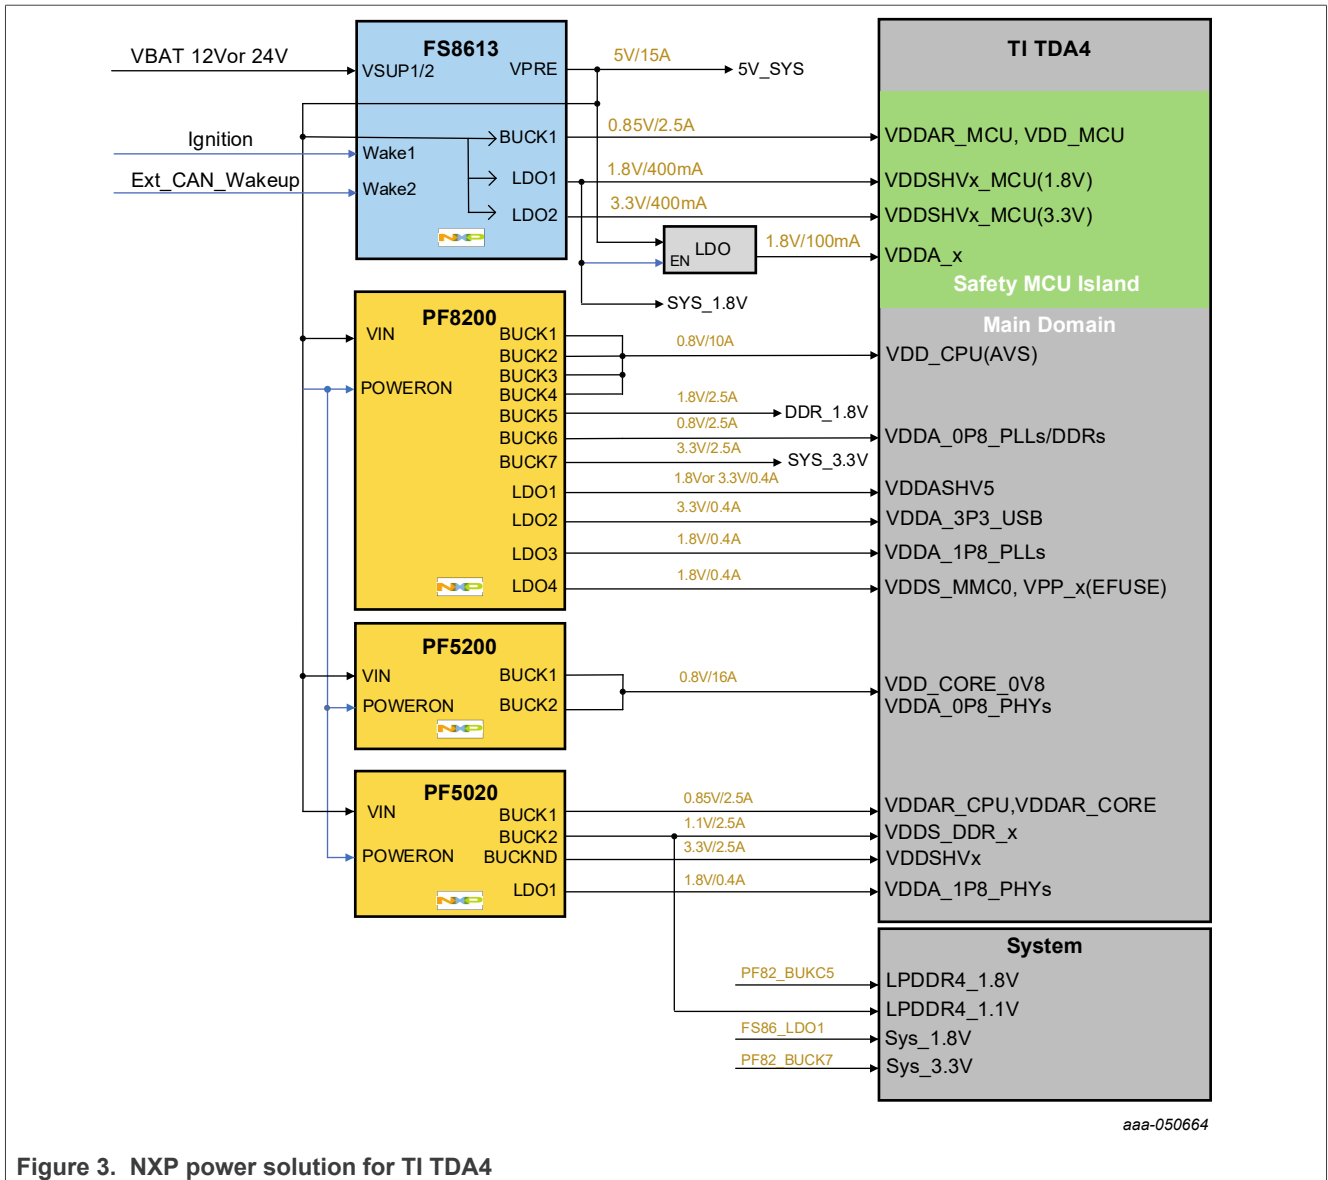 FS8613
TI TDA4
VBAT 12Vor 24V
VSUP1/2
VPRE
5V/15A
5V_SYS
Ignition
Wake1
BUCK1
0.85V/2.5A
VDDAR_MCU, VDD_MCU
Ext_CAN_Wakeup
Wake2
LDO1
1.8V/400mA
VDDSHVx_MCU(1.8V)
LDO2
3.3V/400mA
VDDSHVx_MCU(3.3V)
NXP
LDO
EN
1.8V/100mA
VDDA_x
Safety MCU Island
SYS_1.8V
PF8200
Main Domain
VIN
BUCK1
BUCK2
0.8V/10A
VDD_CPU(AVS)
BUCK3
POWERON
BUCK4
BUCK5
1.8V/2.5A
DDR_1.8V
BUCK6
0.8V/2.5A
VDDA_0P8_PLLs/DDRs
BUCK7
3.3V/2.5A
SYS_3.3V
LDO1
1.8Vor 3.3V/0.4A
VDDASHV5
LDO2
3.3V/0.4A
VDDA_3P3_USB
LDO3
1.8V/0.4A
VDDA_1P8_PLLs
NXP
LDO4
1.8V/0.4A
VDDS_MMC0, VPP_x(EFUSE)
PF5200
VIN
BUCK1
0.8V/16A
VDD_CORE_0V8
POWERON
BUCK2
VDDA_0P8_PHYs
NXP
PF5020
VIN
BUCK1
0.85V/2.5A
VDDAR_CPU,VDDAR_CORE
BUCK2
1.1V/2.5A
VDDS_DDR_x
POWERON
BUCKND
3.3V/2.5A
VDDSHVx
LDO1
1.8V/0.4A
VDDA_1P8_PHYs
NXP
System
PF82_BUKC5
LPDDR4_1.8V
LPDDR4_1.1V
FS86_LDO1
Sys_1.8V
PF82_BUCK7
Sys_3.3V
aaa-050664
Figure 3. NXP power solution for TI TDA4